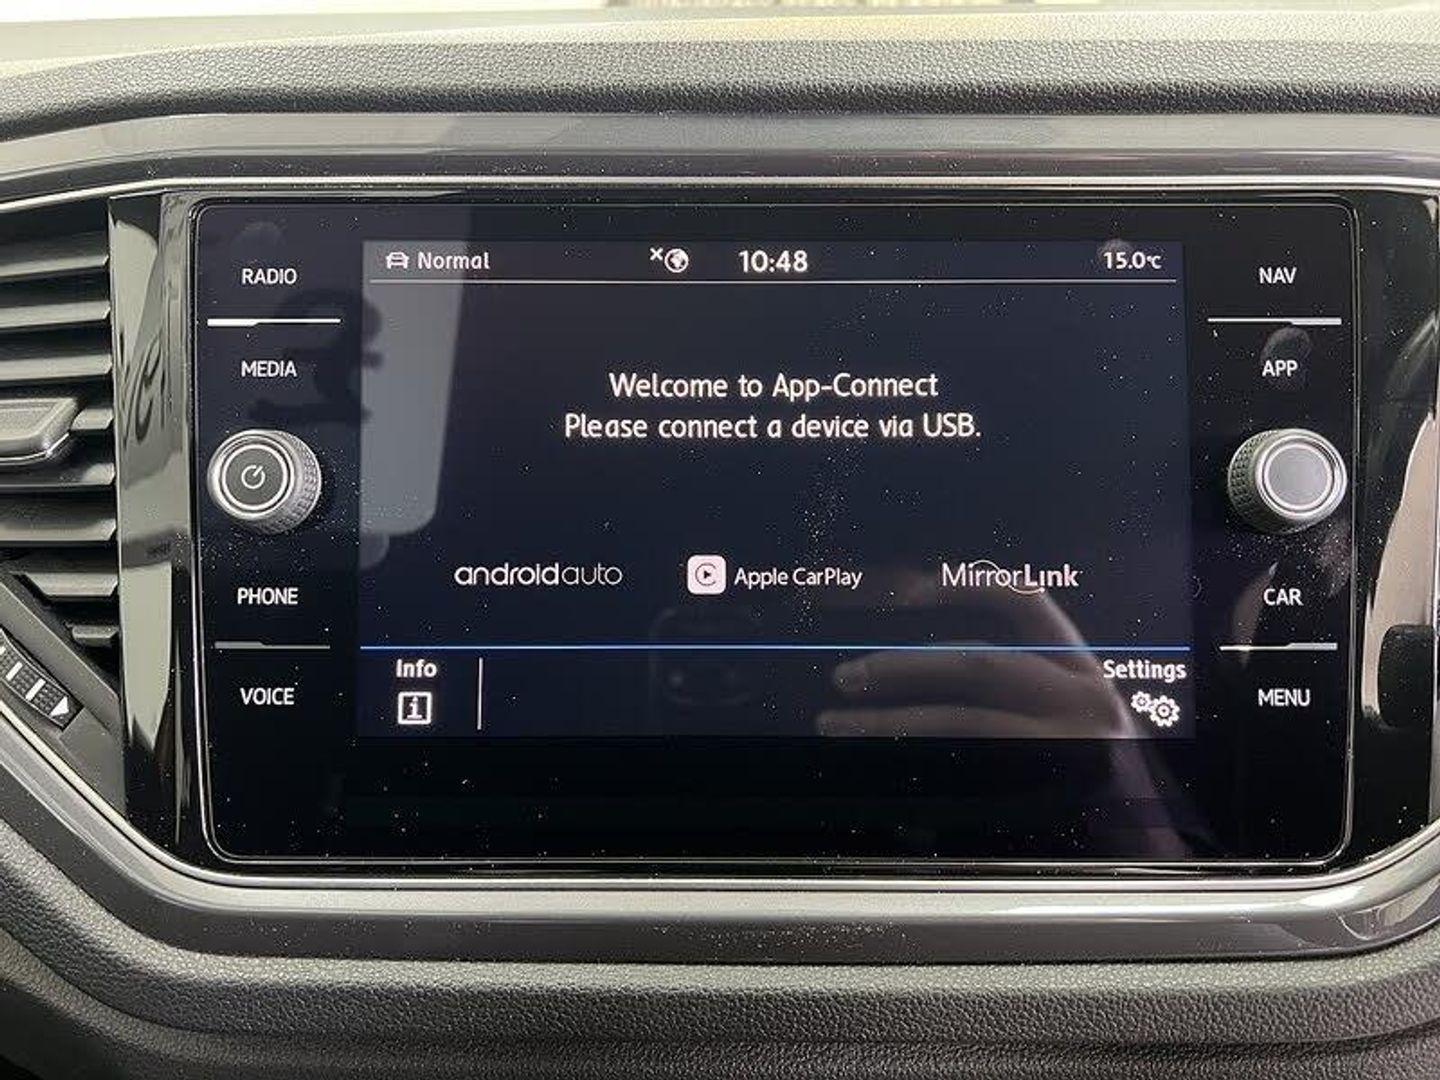 RADIO
MEDIA
PHONE
VOICE
Normal
10:48
15.0°C
Welcome to App-Connect
Please connect a device via USB.
androidauto
Apple CarPlay
MirrorLink
Info
i
Settings
NAV
APP
CAR
MENU